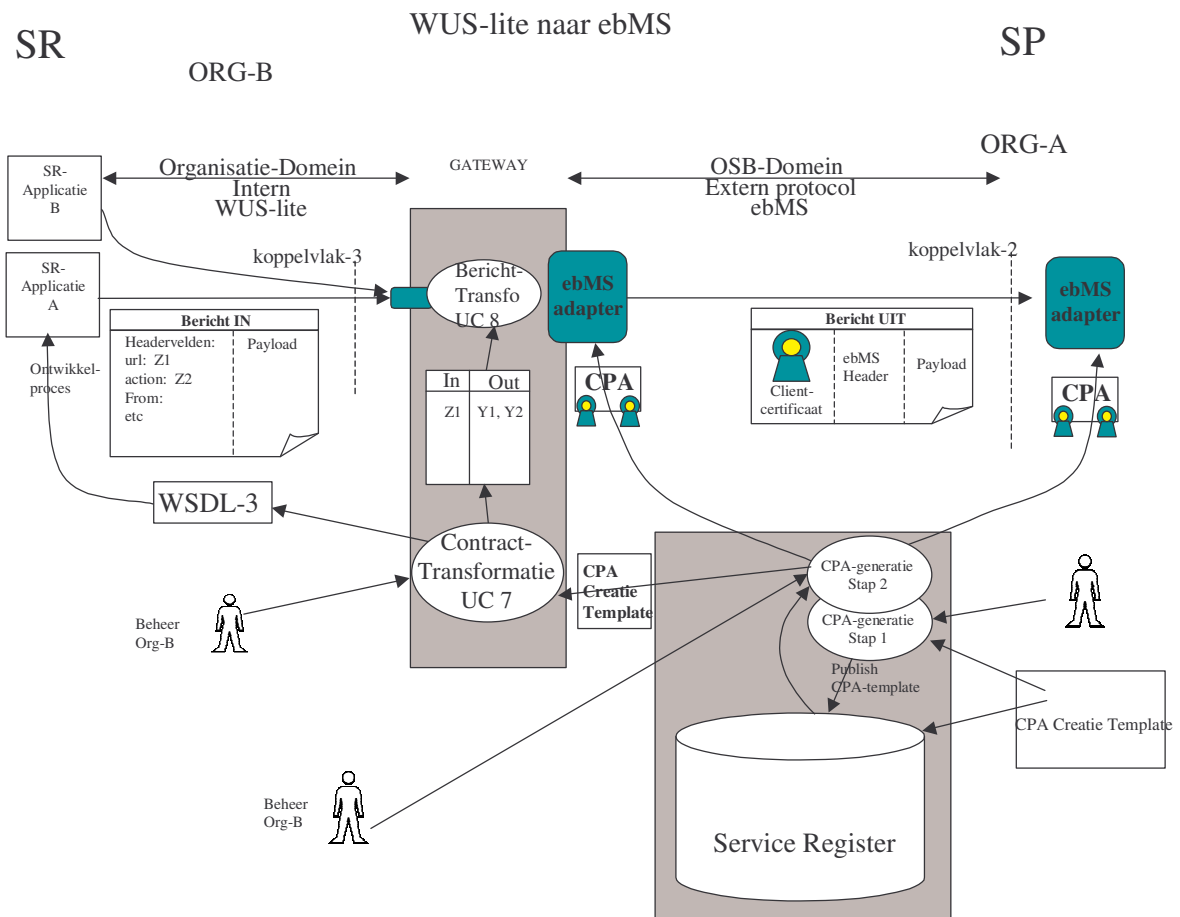 WUS-lite naar ebMS
SR
SP
ORG-B
ORG-A
SR-
Applicatie
B
Organisatie-Domein
Intern
WUS-lite
GATEWAY
OSB-Domein
Extern protocol
ebMS
koppelvlak-3
koppelvlak-2
SR-
Applicatie
A
Bericht-
Transfo
UC 8
ebMS
adapter
ebMS
adapter
Bericht IN
Headervelden:
url: Z1
action: Z2
From:
etc
Payload
Bericht UIT
Client-
certificaat
ebMS
Header
Payload
Ontwikkel-
proces
In
Out
Z1
Y1, Y2
CPA
CPA
WSDL-3
Contract-
Transformatie
UC 7
CPA
Creatie
Template
CPA-generatie
Stap 2
CPA-generatie
Stap 1
Beheer
Org-B
Publish
CPA-template
CPA Creatie Template
Beheer
Org-B
Service Register